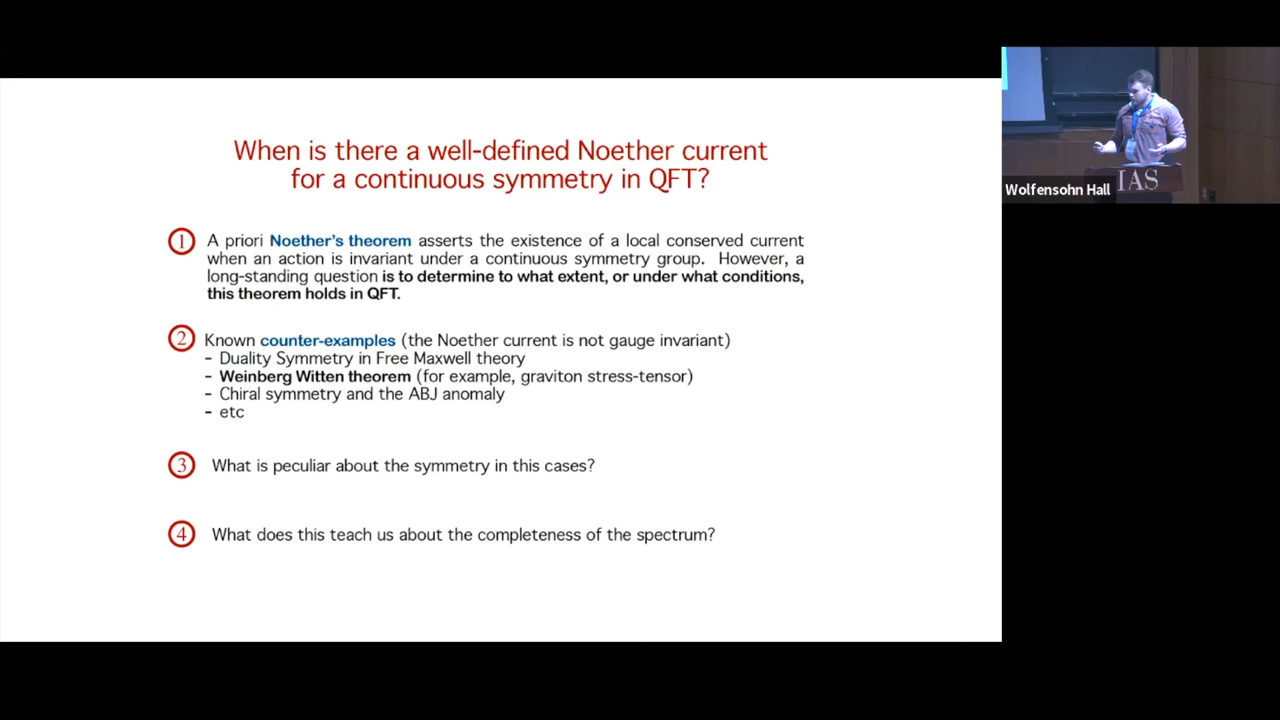 When is there a well-defined Noether current
for a continuous symmetry in QFT?
1
A priori Noether's theorem asserts the existence of a local conserved current
when an action is invariant under a continuous symmetry group. However, a
long-standing question is to determine to what extent, or under what conditions,
this theorem holds in QFT.
2
Known counter-examples (the Noether current is not gauge invariant)
- Duality Symmetry in Free Maxwell theory
- Weinberg Witten theorem (for example, graviton stress-tensor)
- Chiral symmetry and the ABJ anomaly
- etc
3
What is peculiar about the symmetry in this cases?
4
What does this teach us about the completeness of the spectrum?
Wolfensohn Hall
IAS